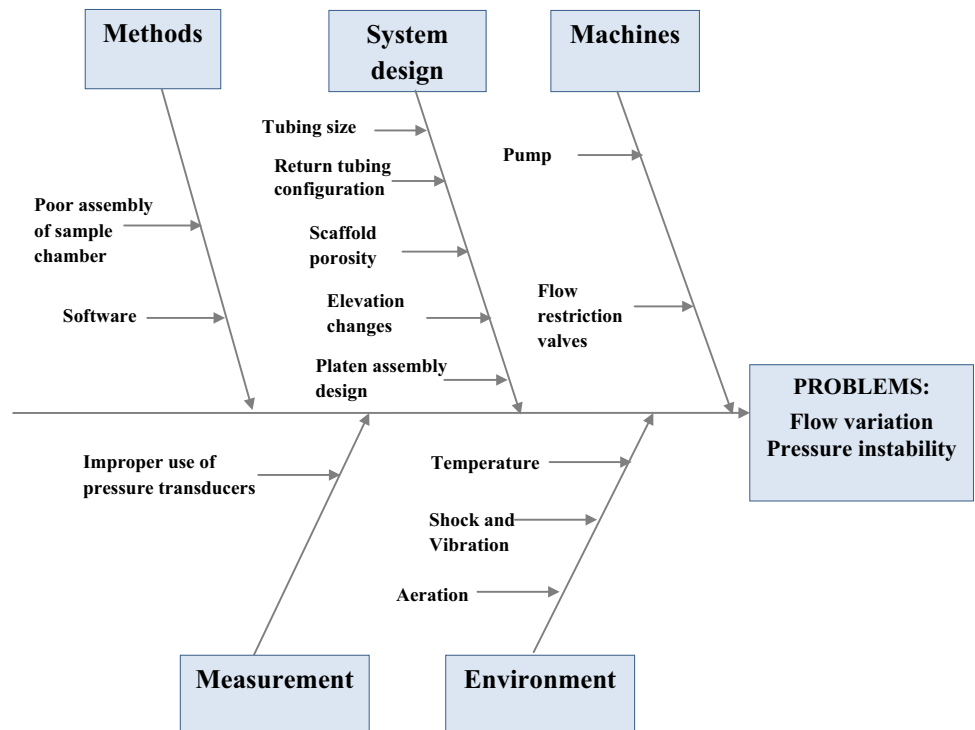 Methods
System
design
Machines
Tubing size
Return tubing
configuration
Scaffold
porosity
Elevation
changes
Platen assembly
design
Pump
Flow
restriction
valves
Poor assembly
of sample
chamber
Software
PROBLEMS:
Flow variation
Pressure instability
Improper use of
pressure transducers
Temperature
Shock and
Vibration
Aeration
Measurement
Environment